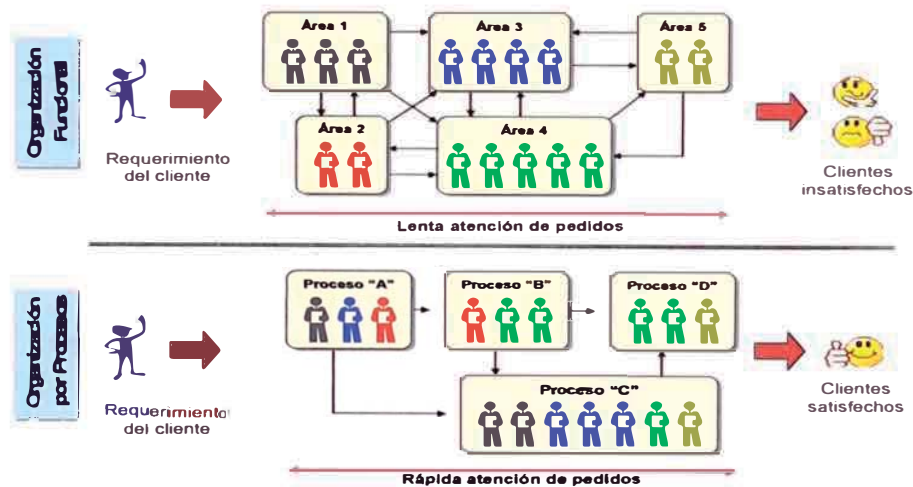 Organización
Funcional
Requerimiento
del cliente
Área 1
Área 3
Área 5
Área 2
Área 4
Clientes
insatisfechos
Lenta atención de pedidos
Organización
por Procesos
Requerimiento
del cliente
Proceso "A"
Proceso "B"
Proceso "D"
Proceso "C"
Clientes
satisfechos
Rápida atención de pedidos